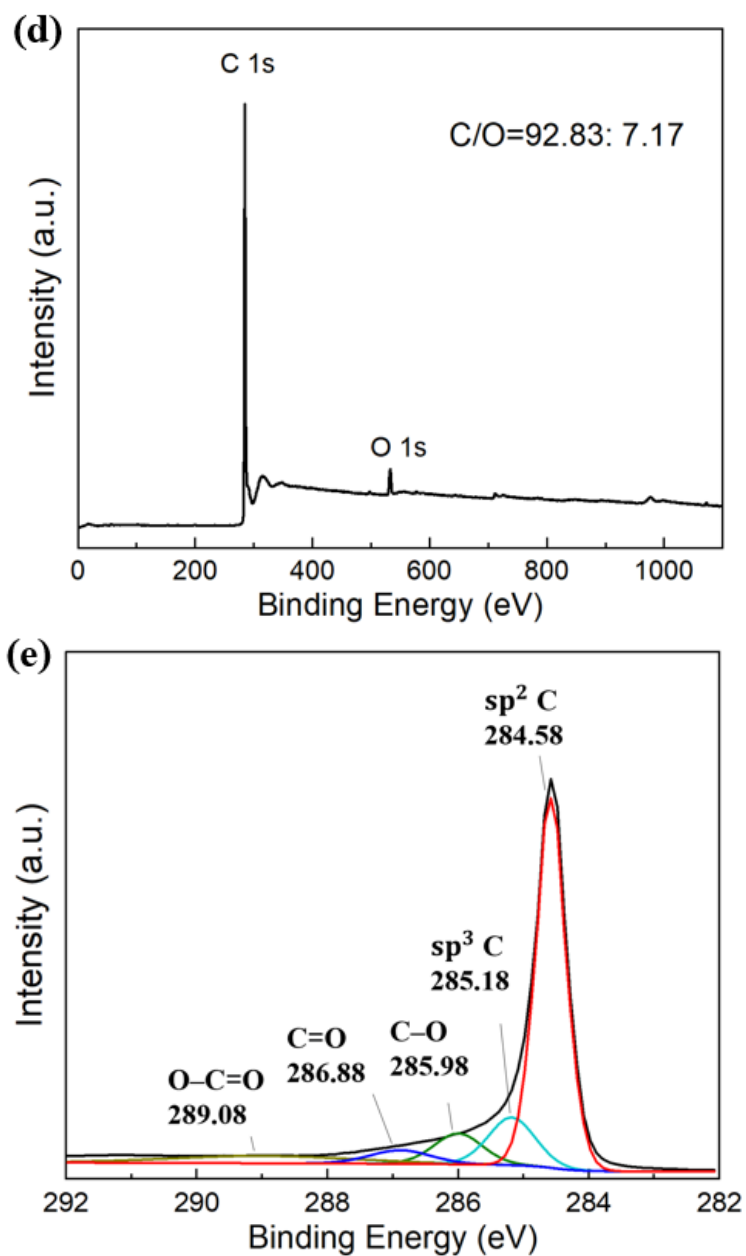 (d)
C 1s
C/O=92.83: 7.17
O 1s
Intensity (a.u.)
0 200 400 600 800 1000
Binding Energy (eV)
(e)
sp² C
284.58
sp³ C
285.18
C–O
285.98
C=O
286.88
O–C=O
289.08
Intensity (a.u.)
292 290 288 286 284 282
Binding Energy (eV)